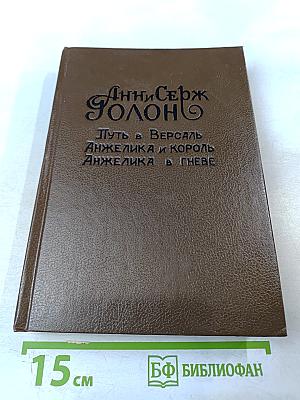 Анн и Серж
Голон
Путь в Версаль
Анжелика и король
Анжелика в гневе
15 см
БФ БИБЛИОФАН